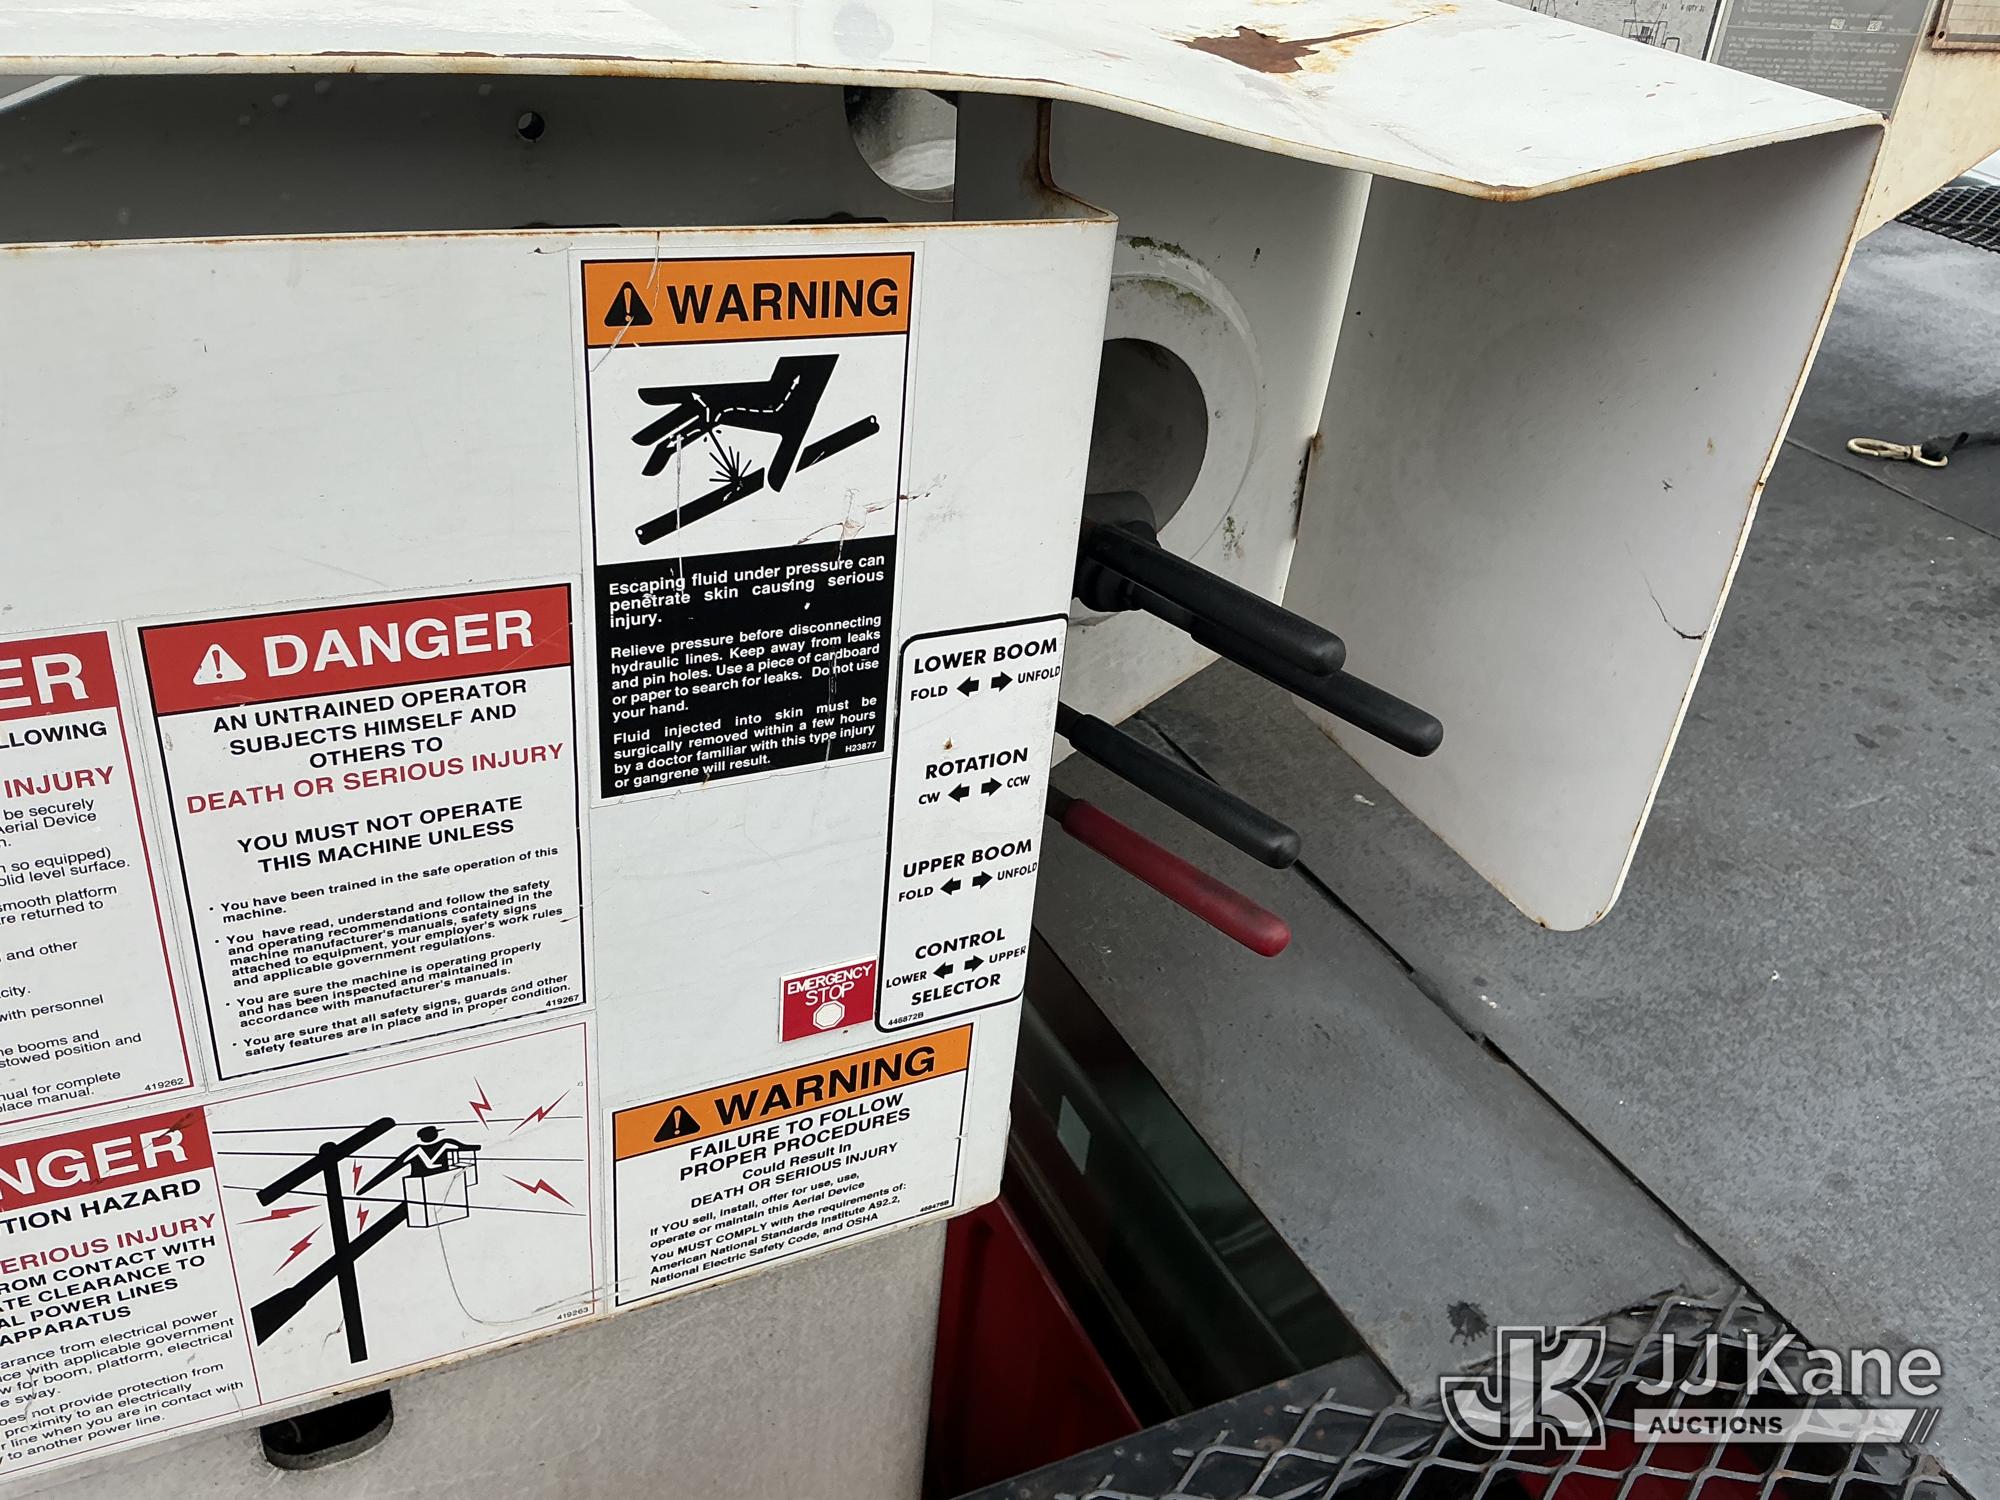 WARNING
Escaping fluid under pressure can
penetrate skin causing serious
injury.
Relieve pressure before disconnecting
hydraulic lines. Keep away from leaks
and pin holes. Use a piece of cardboard
or paper to search for leaks. Do not use
your hand.
Fluid injected into skin must be
surgically removed within a few hours
by a doctor familiar with this type injury
or gangrene will result.
H23877
ER
LLOWING
INJURY
be securely
Aerial Device
so equipped)
olid level surface.
smooth platform
re returned to
and other
city.
with personnel
e booms and
stowed position and
nual for complete
place manual.
419262
DANGER
AN UNTRAINED OPERATOR
SUBJECTS HIMSELF AND
OTHERS TO
DEATH OR SERIOUS INJURY
YOU MUST NOT OPERATE
THIS MACHINE UNLESS
• You have been trained in the safe operation of this
machine.
• You have read, understand and follow the safety
and operating recommendations contained in the
machine manufacturer's manuals, safety signs
attached to equipment, your employer's work rules
and applicable government regulations.
• You are sure the machine is operating properly
and has been inspected and maintained in
accordance with manufacturer's manuals.
• You are sure that all safety signs, guards and other
safety features are in place and in proper condition.
419267
LOWER BOOM
FOLD UNFOLD
ROTATION
CW CCW
UPPER BOOM
FOLD UNFOLD
CONTROL
LOWER UPPER
SELECTOR
446872B
EMERGENCY
STOP
NGER
TION HAZARD
ERIOUS INJURY
ROM CONTACT WITH
ATE CLEARANCE TO
AL POWER LINES
APPARATUS
arance from electrical power
ce with applicable government
w for boom, platform, electrical
e sway.
oes not provide protection from
proximity to an electrically
r line when you are in contact with
to another power line.
419263
WARNING
FAILURE TO FOLLOW
PROPER PROCEDURES
Could Result In
DEATH OR SERIOUS INJURY
If YOU sell, install, offer for use, use,
operate or maintain this Aerial Device
You MUST COMPLY with the requirements of:
American National Standards Institute A92.2,
National Electric Safety Code, and OSHA
468476B
JK JJ Kane
AUCTIONS